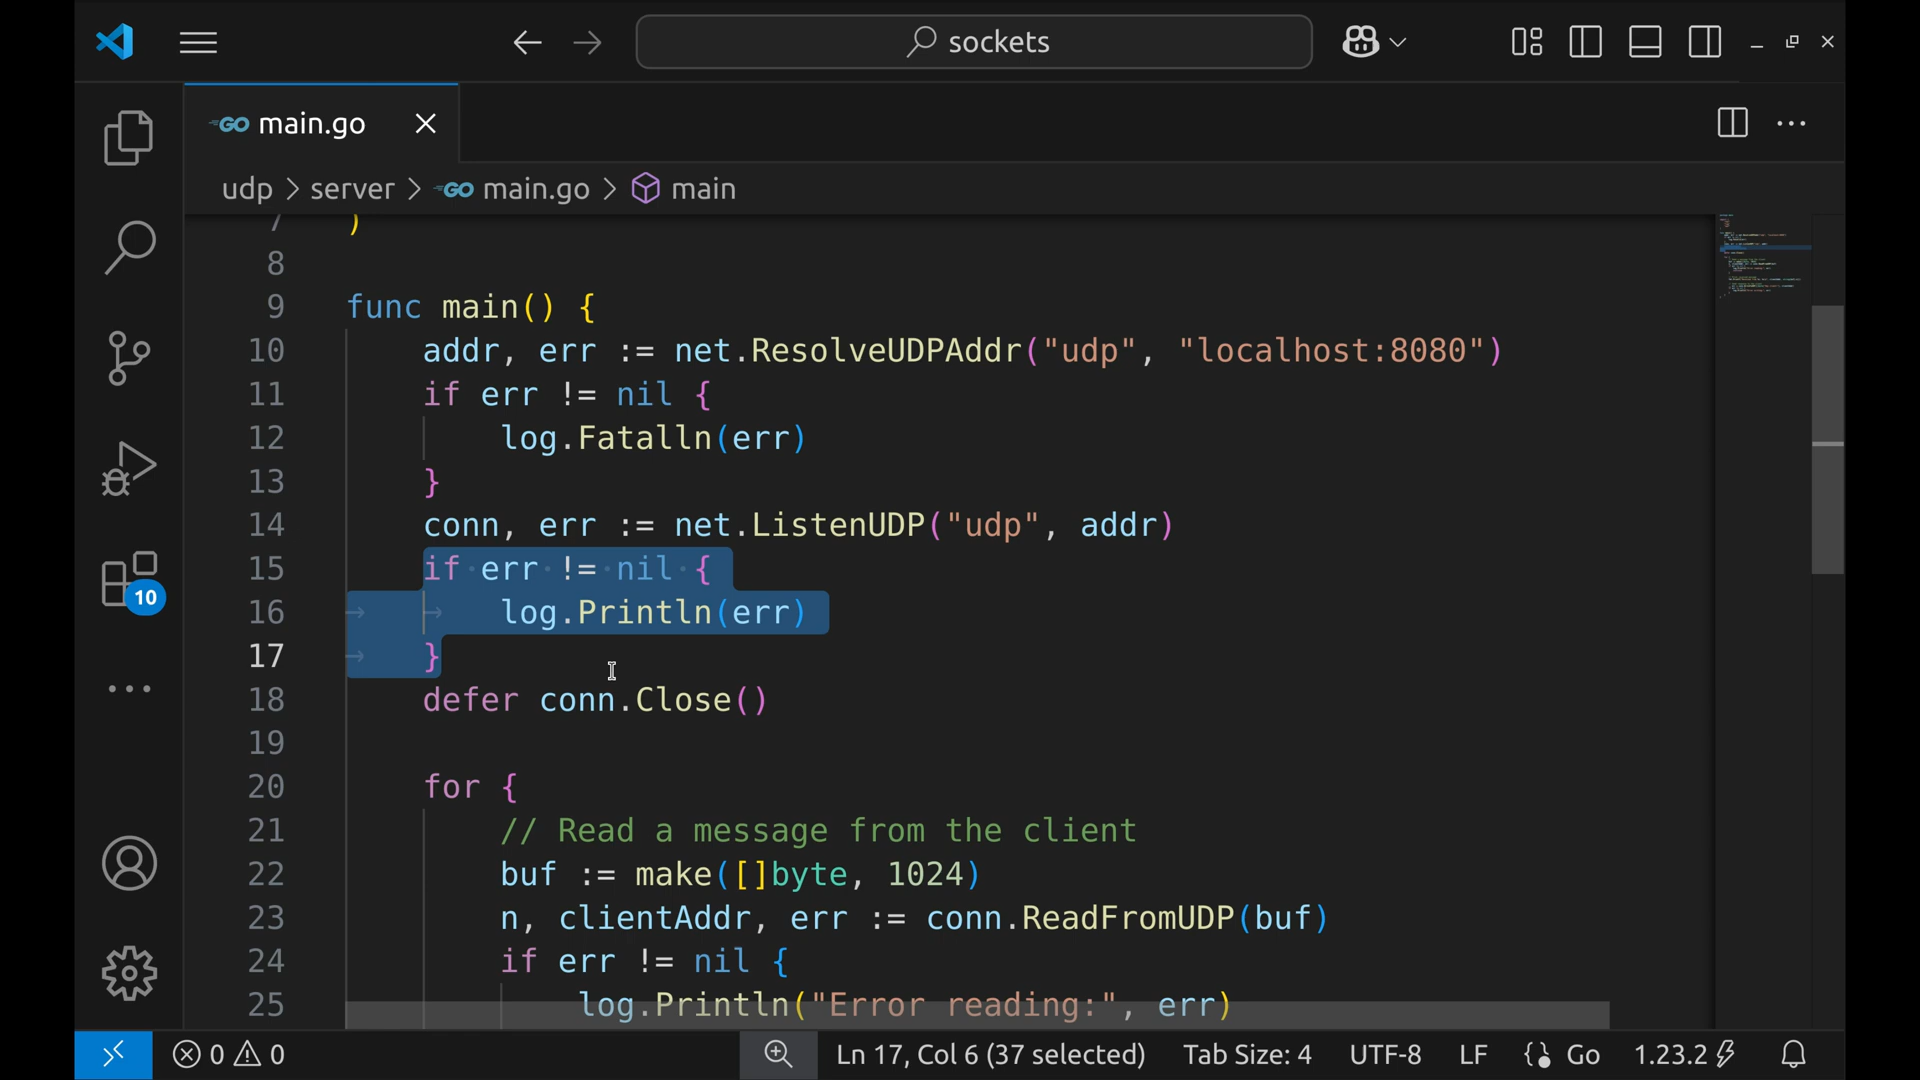 sockets
GO main.go
udp > server > GO main.go > main
7 )
8
9 func main() {
10 addr, err := net.ResolveUDPAddr("udp", "localhost:8080")
11 if err != nil {
12 log.Fatalln(err)
13 }
14 conn, err := net.ListenUDP("udp", addr)
15 if err != nil {
16 log.Println(err)
17 }
18 defer conn.Close()
19
20 for {
21 // Read a message from the client
22 buf := make([]byte, 1024)
23 n, clientAddr, err := conn.ReadFromUDP(buf)
24 if err != nil {
25 log.Println("Error reading:", err)
10
0 0 Ln 17, Col 6 (37 selected) Tab Size: 4 UTF-8 LF Go 1.23.2